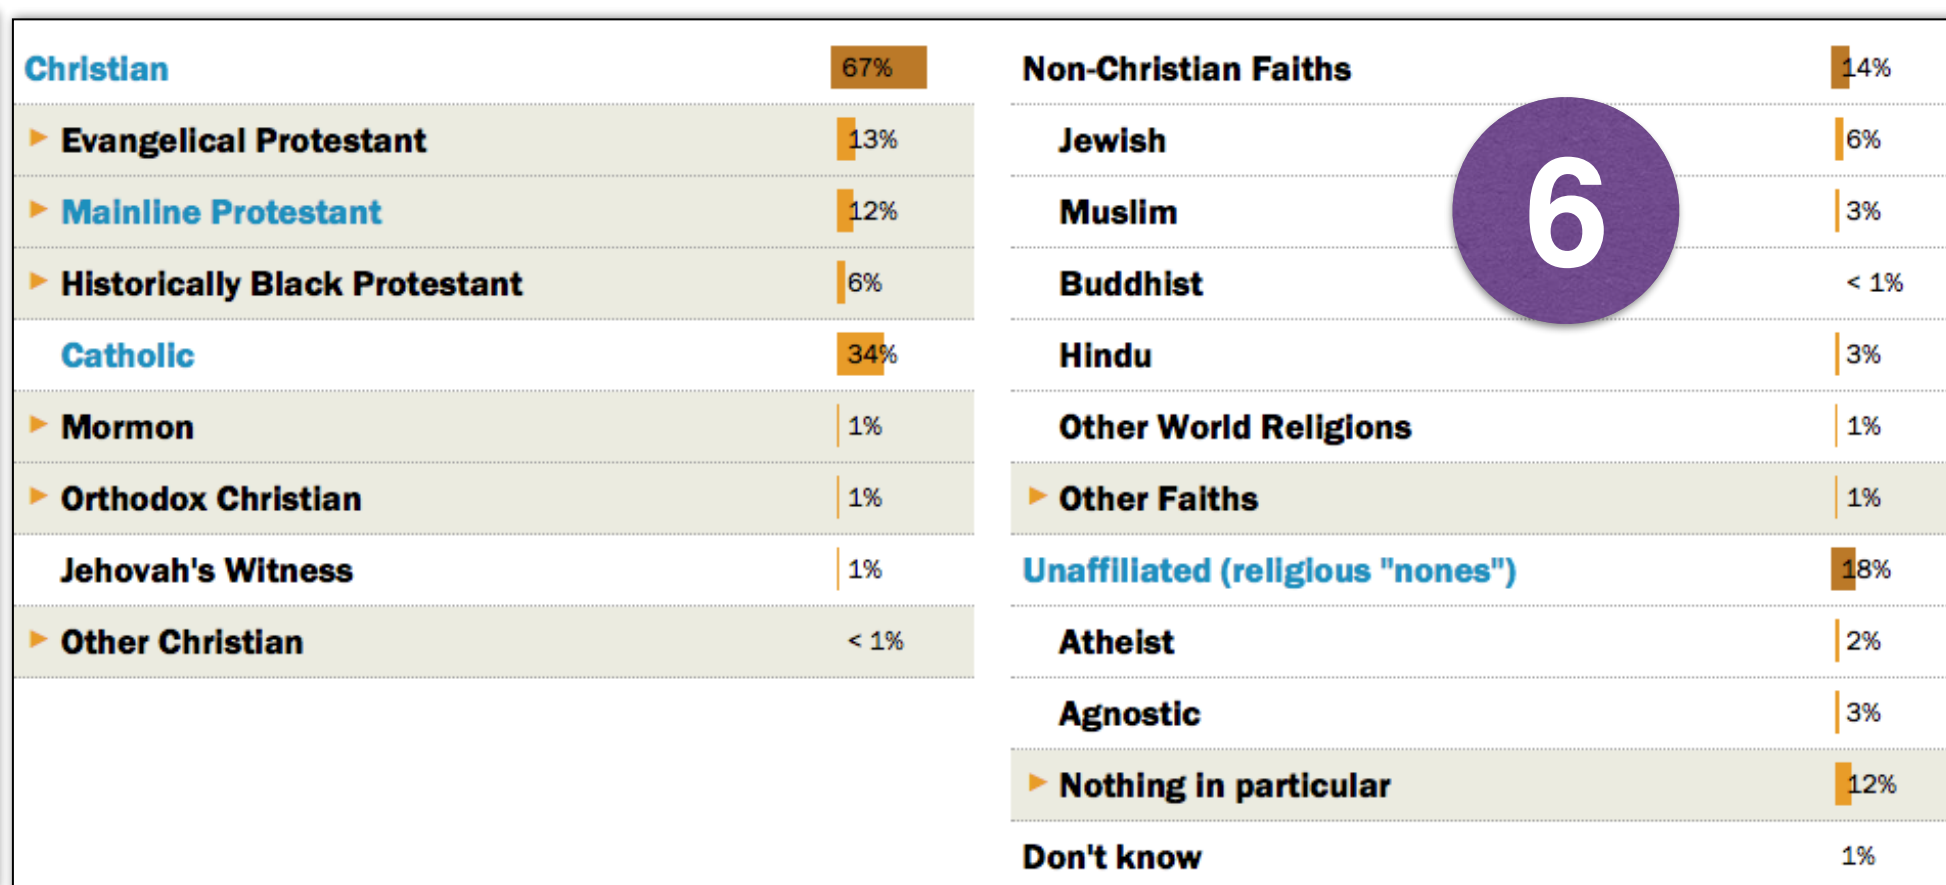 Christian 67%
Evangelical Protestant 13%
Mainline Protestant 12%
Historically Black Protestant 6%
Catholic 34%
Mormon 1%
Orthodox Christian 1%
Jehovah's Witness 1%
Other Christian < 1%
Non-Christian Faiths 14%
Jewish 6%
Muslim 3%
6
Buddhist < 1%
Hindu 3%
Other World Religions 1%
Other Faiths 1%
Unaffiliated (religious "nones") 18%
Atheist 2%
Agnostic 3%
Nothing in particular 12%
Don't know 1%